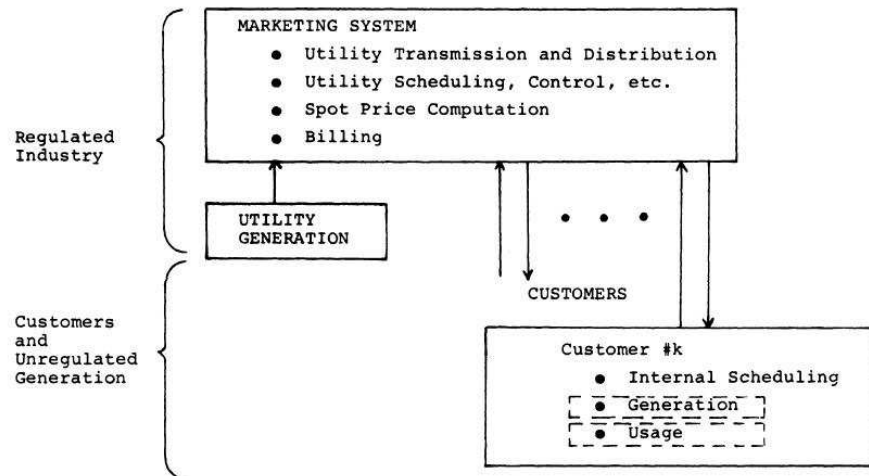 MARKETING SYSTEM
● Utility Transmission and Distribution
● Utility Scheduling, Control, etc.
● Spot Price Computation
● Billing
Regulated
Industry
UTILITY
GENERATION
CUSTOMERS
Customers
and
Unregulated
Generation
Customer #k
● Internal Scheduling
● Generation
● Usage